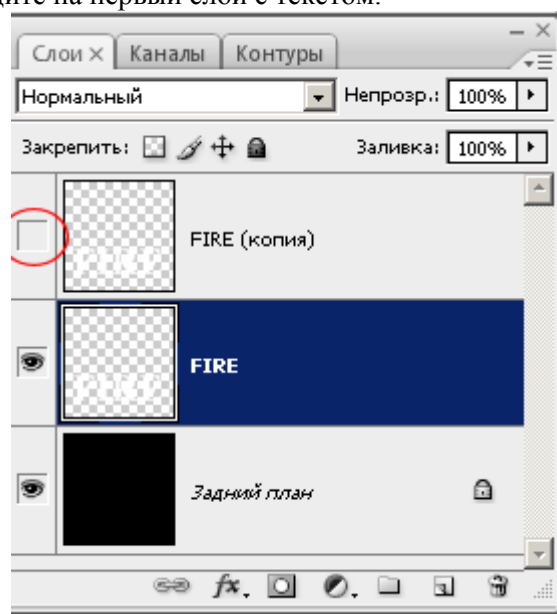 дите на первый слой с текстом.
Слои × Каналы Контуры
Нормальный Непрозр.: 100%
Закрепить: Заливка: 100%
FIRE (копия)
FIRE
Задний план
fx.